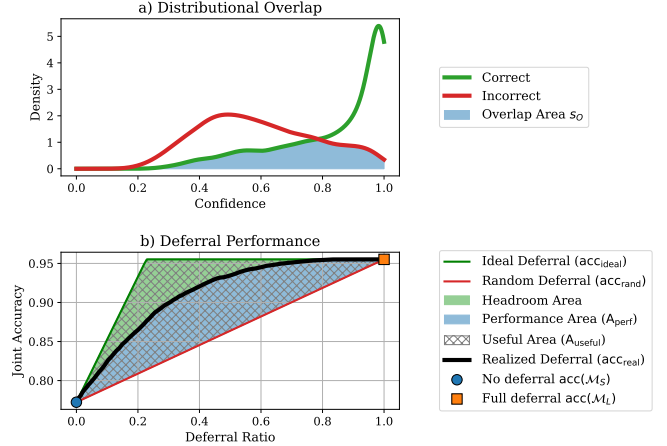 a) Distributional Overlap
5
4
3
2
1
0
Density
0.0 0.2 0.4 0.6 0.8 1.0
Confidence
Correct
Incorrect
Overlap Area s_O
b) Deferral Performance
0.95
0.90
0.85
0.80
Joint Accuracy
0.0 0.2 0.4 0.6 0.8 1.0
Deferral Ratio
Ideal Deferral (acc_ideal)
Random Deferral (acc_rand)
Headroom Area
Performance Area (A_perf)
Useful Area (A_useful)
Realized Deferral (acc_real)
No deferral acc(ℳ_S)
Full deferral acc(ℳ_L)